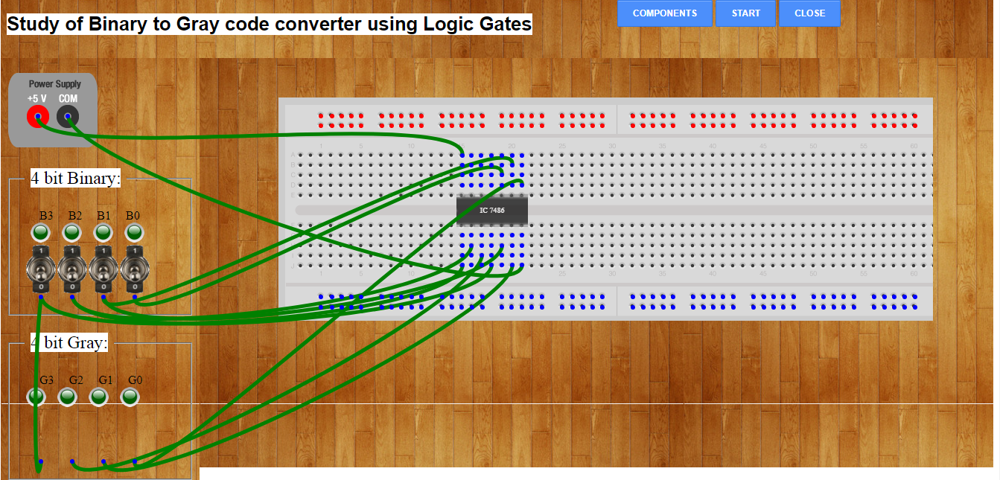 Study of Binary to Gray code converter using Logic Gates
COMPONENTS START CLOSE
Power Supply
+5 V COM
4 bit Binary:
B3 B2 B1 B0
1 1 1 1
0 0 0 0
4 bit Gray:
G3 G2 G1 G0
1 5 10 15 20 25 30 35 40 45 50 55 60
A
B
C
D
E
IC 7486
F
J
1 5 10 25 30 35 40 45 50 55 60